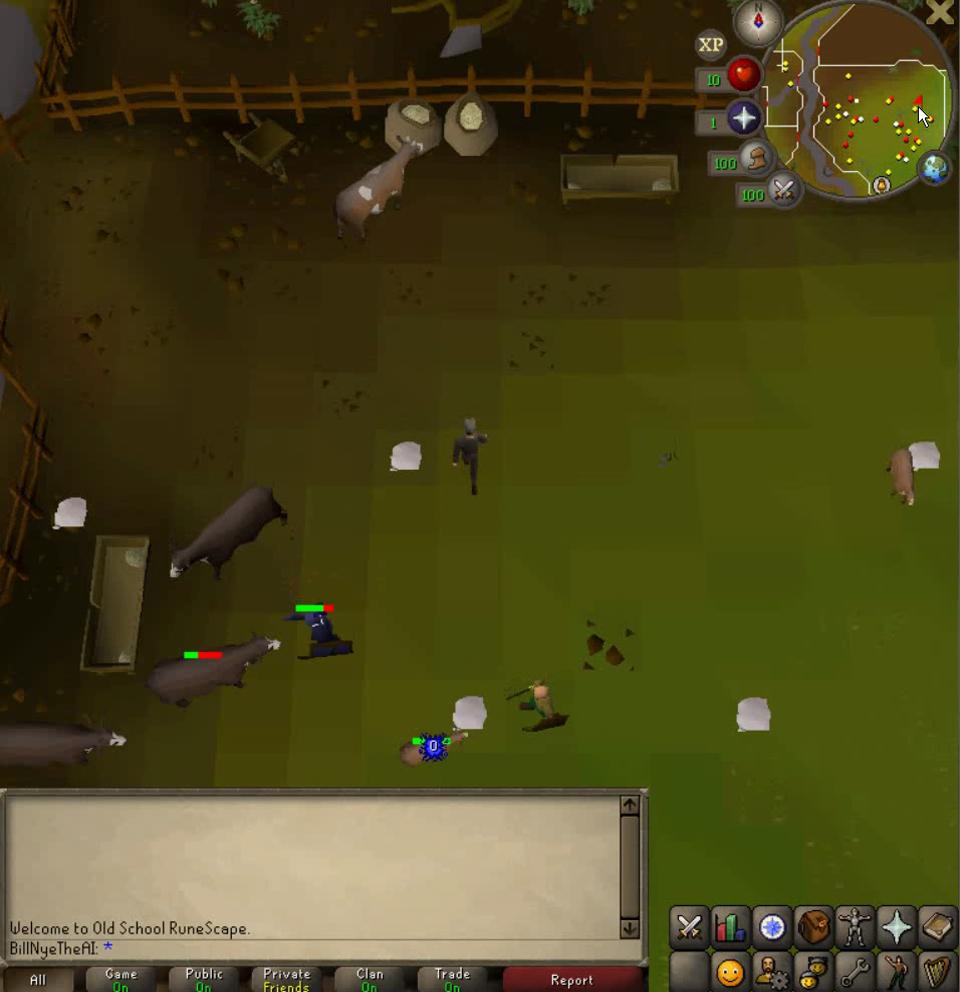 N
XP
10
1
100
100
0
Welcome to Old School RuneScape.
BillNyeTheAI: *
All
Game
On
Public
On
Private
Friends
Clan
On
Trade
On
Report